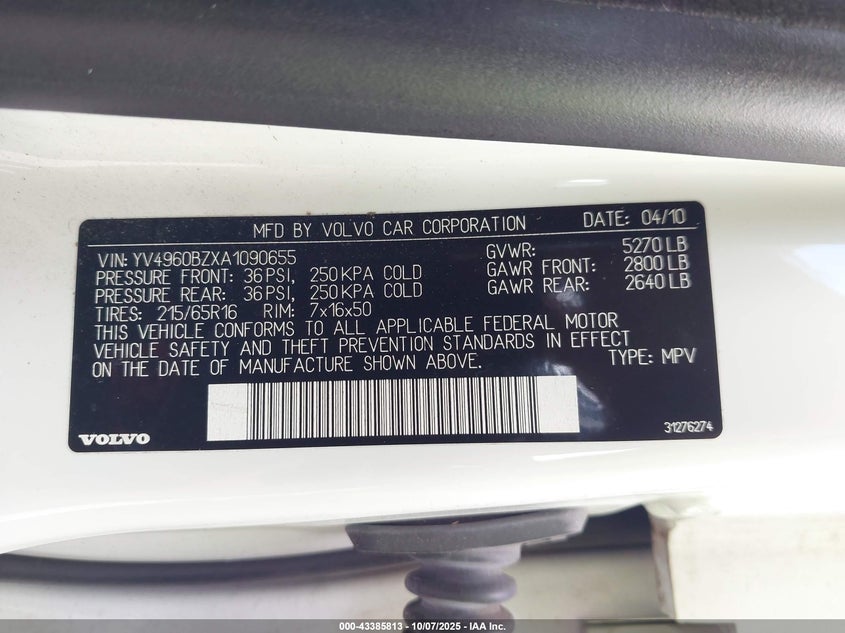 MFD BY VOLVO CAR CORPORATION DATE: 04/10
VIN: YV4960BZXA1090655 GVWR: 5270 LB
PRESSURE FRONT: 36 PSI, 250 KPA COLD GAWR FRONT: 2800 LB
PRESSURE REAR: 36 PSI, 250 KPA COLD GAWR REAR: 2640 LB
TIRES: 215/65R16 RIM: 7x16x50
THIS VEHICLE CONFORMS TO ALL APPLICABLE FEDERAL MOTOR
VEHICLE SAFETY AND THEFT PREVENTION STANDARDS IN EFFECT
ON THE DATE OF MANUFACTURE SHOWN ABOVE. TYPE: MPV
VOLVO 31276274
000-43385813 - 10/07/2025 - IAA Inc.